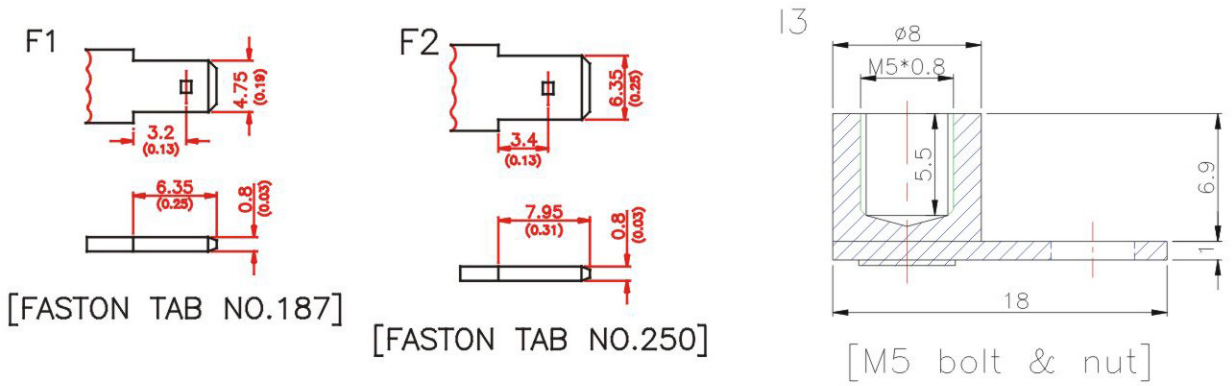 F1
4.75
(0.19)
3.2
(0.13)
6.35
(0.25)
0.8
(0.03)
[FASTON TAB NO.187]
F2
6.35
(0.25)
3.4
(0.13)
7.95
(0.31)
0.8
(0.03)
[FASTON TAB NO.250]
I3
ø8
M5*0.8
5.5
6.9
1
18
[M5 bolt & nut]